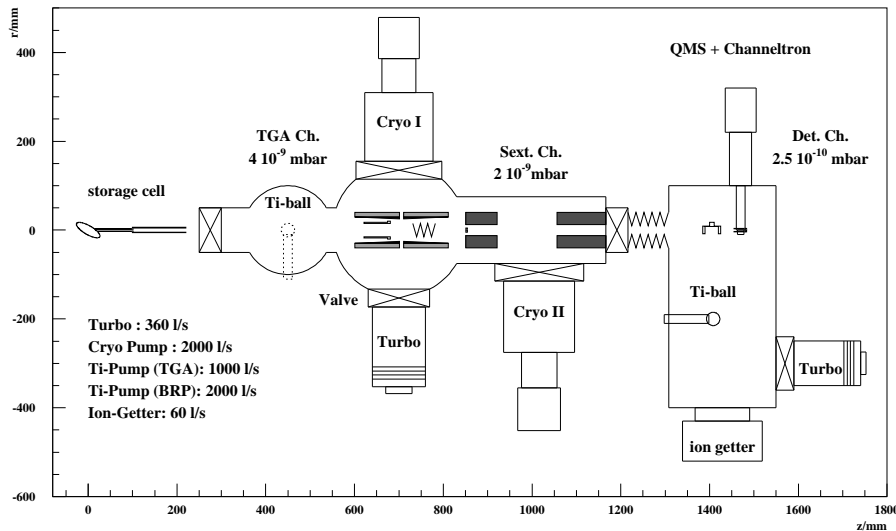 r/mm
400
200
0
-200
-400
-600
0
200
400
600
800
1000
1200
1400
1600
1800
z/mm
QMS + Channeltron
Cryo I
TGA Ch.
4 10-9 mbar
Sext. Ch.
2 10-9mbar
Det. Ch.
2.5 10-10 mbar
storage cell
Ti-ball
Valve
Cryo II
Ti-ball
Turbo : 360 l/s
Cryo Pump : 2000 l/s
Ti-Pump (TGA): 1000 l/s
Ti-Pump (BRP): 2000 l/s
Ion-Getter: 60 l/s
Turbo
Turbo
ion getter